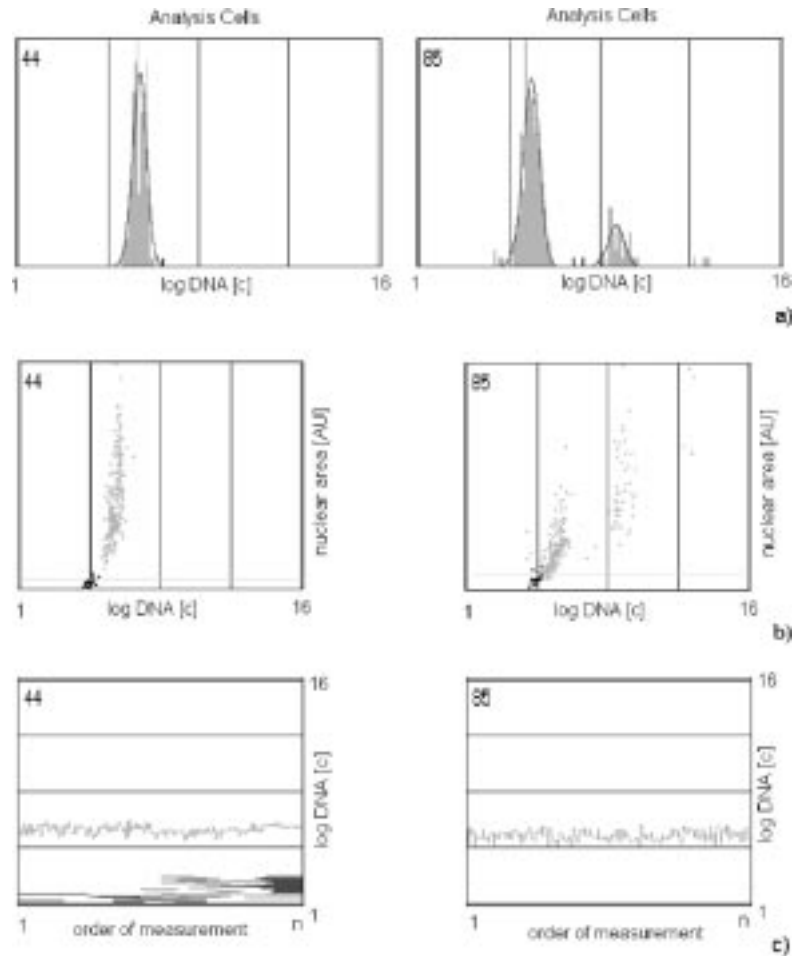 Analysis Cells Analysis Cells
44 85
1 log DNA [c] 16 1 log DNA [c] 16
a)
44 nuclear area [AU] 85 nuclear area [AU]
1 log DNA [c] 16 1 log DNA [c] 16
b)
44 16 log DNA [c] 1 85 16 log DNA [c] 1
1 order of measurement n 1 order of measurement n
c)